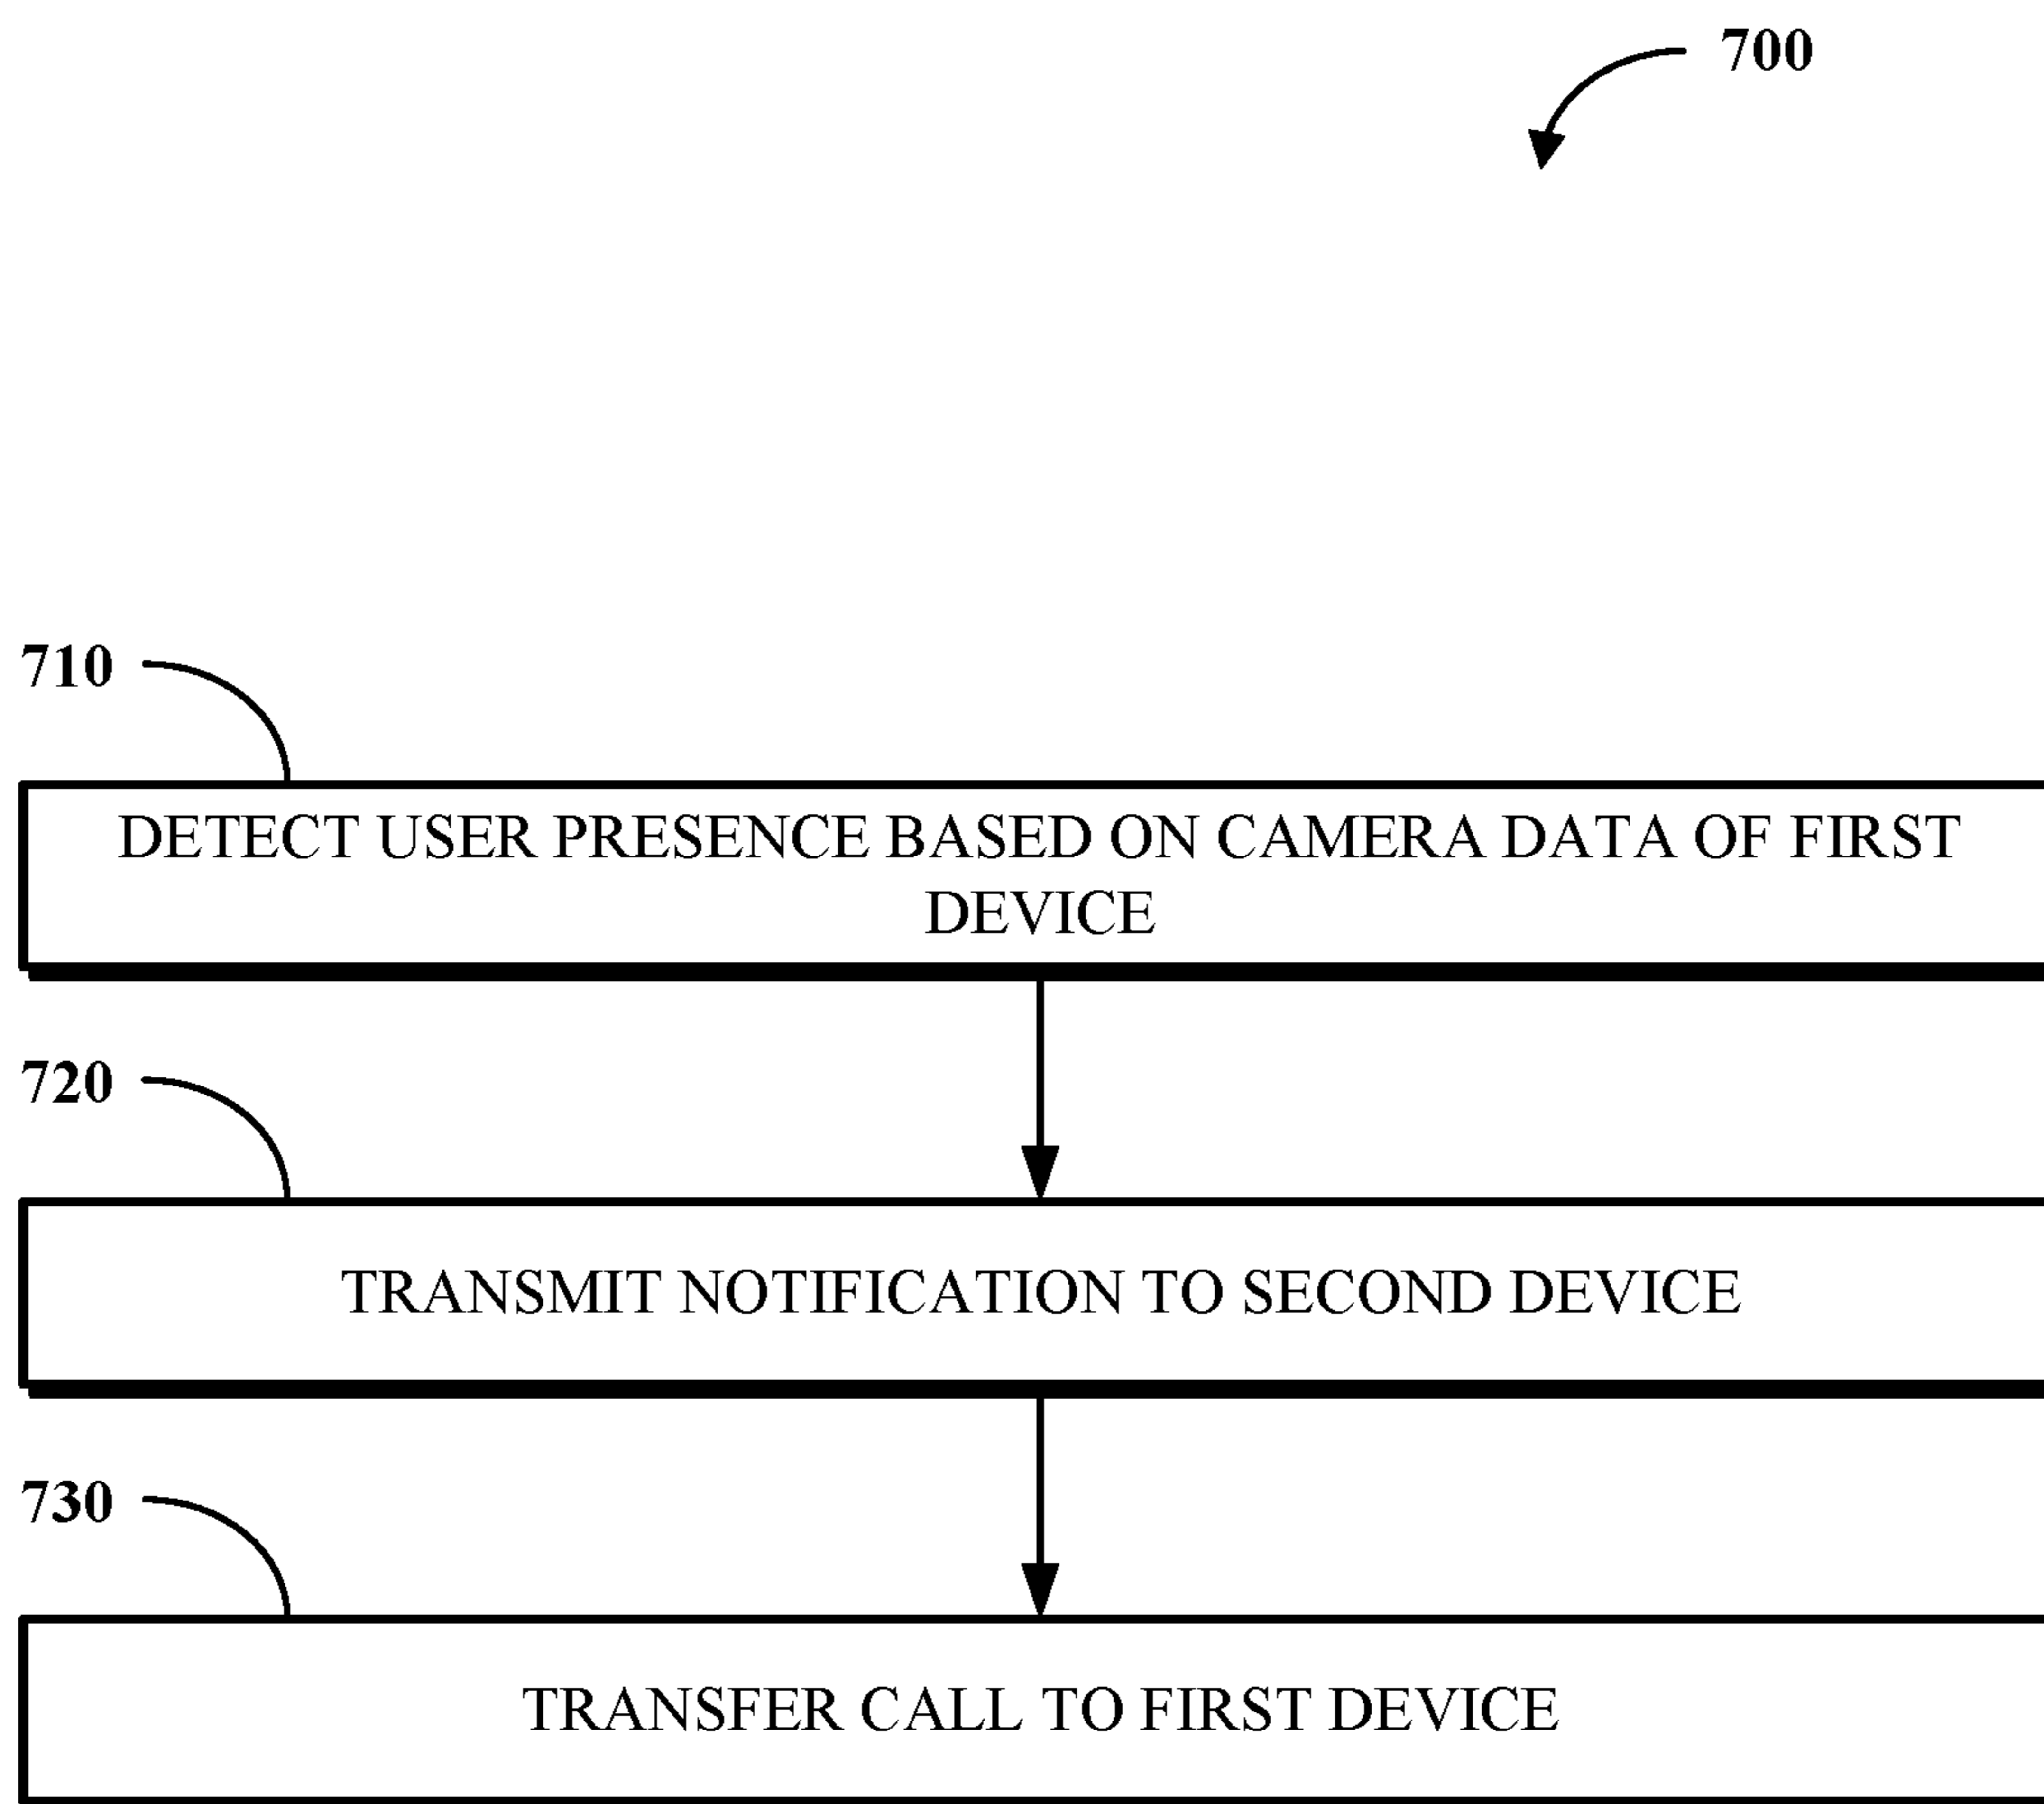 700
710
DETECT USER PRESENCE BASED ON CAMERA DATA OF FIRST
DEVICE
720
TRANSMIT NOTIFICATION TO SECOND DEVICE
730
TRANSFER CALL TO FIRST DEVICE